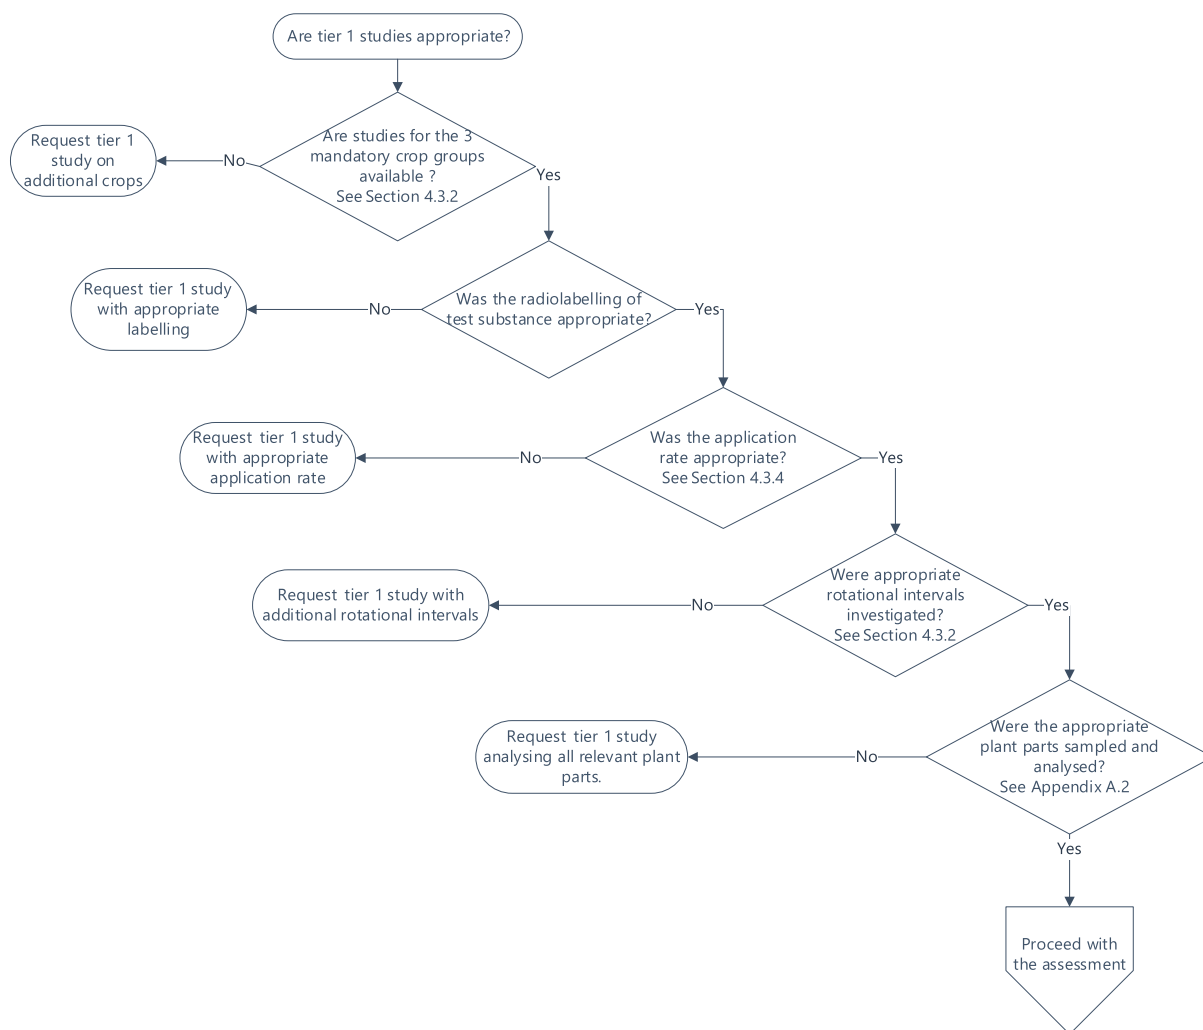 Are tier 1 studies appropriate?
Are studies for the 3
mandatory crop groups
available ?
See Section 4.3.2
Request tier 1
study on
additional crops
No
Yes
Was the radiolabelling of
test substance appropriate?
Request tier 1 study
with appropriate
labelling
No
Yes
Was the application
rate appropriate?
See Section 4.3.4
Request tier 1 study
with appropriate
application rate
No
Yes
Were appropriate
rotational intervals
investigated?
See Section 4.3.2
Request tier 1 study with
additional rotational intervals
No
Yes
Were the appropriate
plant parts sampled and
analysed?
See Appendix A.2
Request tier 1 study
analysing all relevant plant
parts.
No
Yes
Proceed with
the assessment